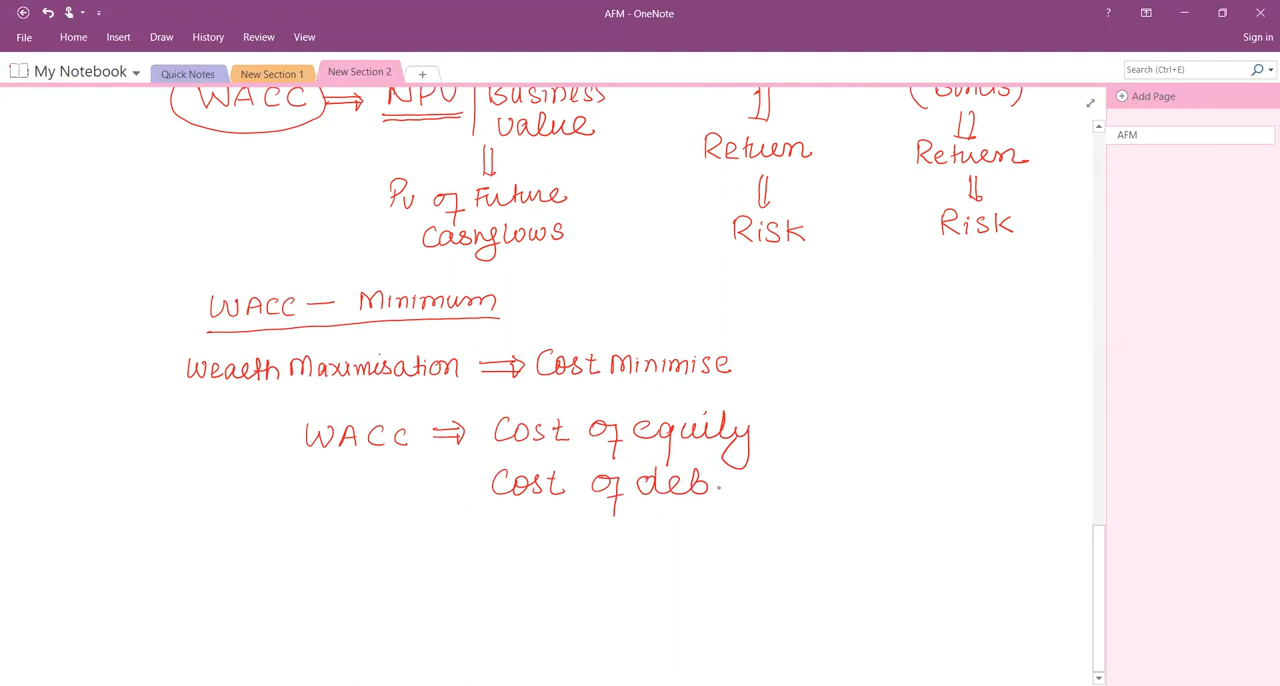 AFM - OneNote
?
File Home Insert Draw History Review View
Sign in
My Notebook
Quick Notes
New Section 1
New Section 2
+
Search (Ctrl+E)
Add Page
AFM
WACC ⇒ NPV | Business
value
⇓
PV of Future
Cashflows
⇓
Return
⇓
Risk
(Bonus)
⇓
Return
⇓
Risk
WACC - Minimum
Wealth Maximisation ⇒ Cost Minimise
WACC ⇒ Cost of equity
Cost of deb